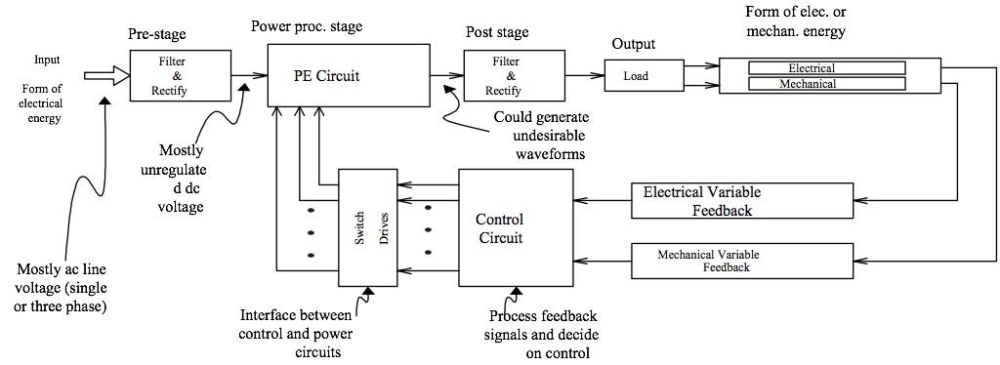 Form of elec. or
mechan. energy
Power proc. stage
Pre-stage
Post stage
Output
Input
Form of
electrical
energy
Filter
&
Rectify
PE Circuit
Filter
&
Rectify
Load
Electrical
Mechanical
Could generate
undesirable
waveforms
Mostly
unregulate
d dc
voltage
Switch
Drives
Control
Circuit
Electrical Variable
Feedback
Mechanical Variable
Feedback
Mostly ac line
voltage (single
or three phase)
Interface between
control and power
circuits
Process feedback
signals and decide
on control